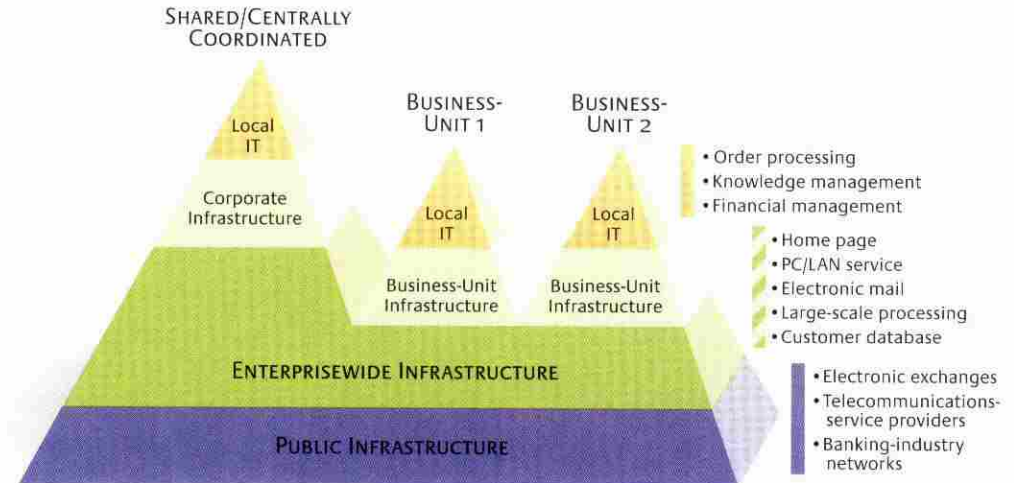 SHARED/CENTRALLY
COORDINATED
BUSINESS-
UNIT 1
BUSINESS-
UNIT 2
Local
IT
Corporate
Infrastructure
Local
IT
Local
IT
Business-Unit
Infrastructure
Business-Unit
Infrastructure
ENTERPRISEWIDE INFRASTRUCTURE
PUBLIC INFRASTRUCTURE
• Order processing
• Knowledge management
• Financial management
• Home page
• PC/LAN service
• Electronic mail
• Large-scale processing
• Customer database
• Electronic exchanges
• Telecommunications-
service providers
• Banking-industry
networks